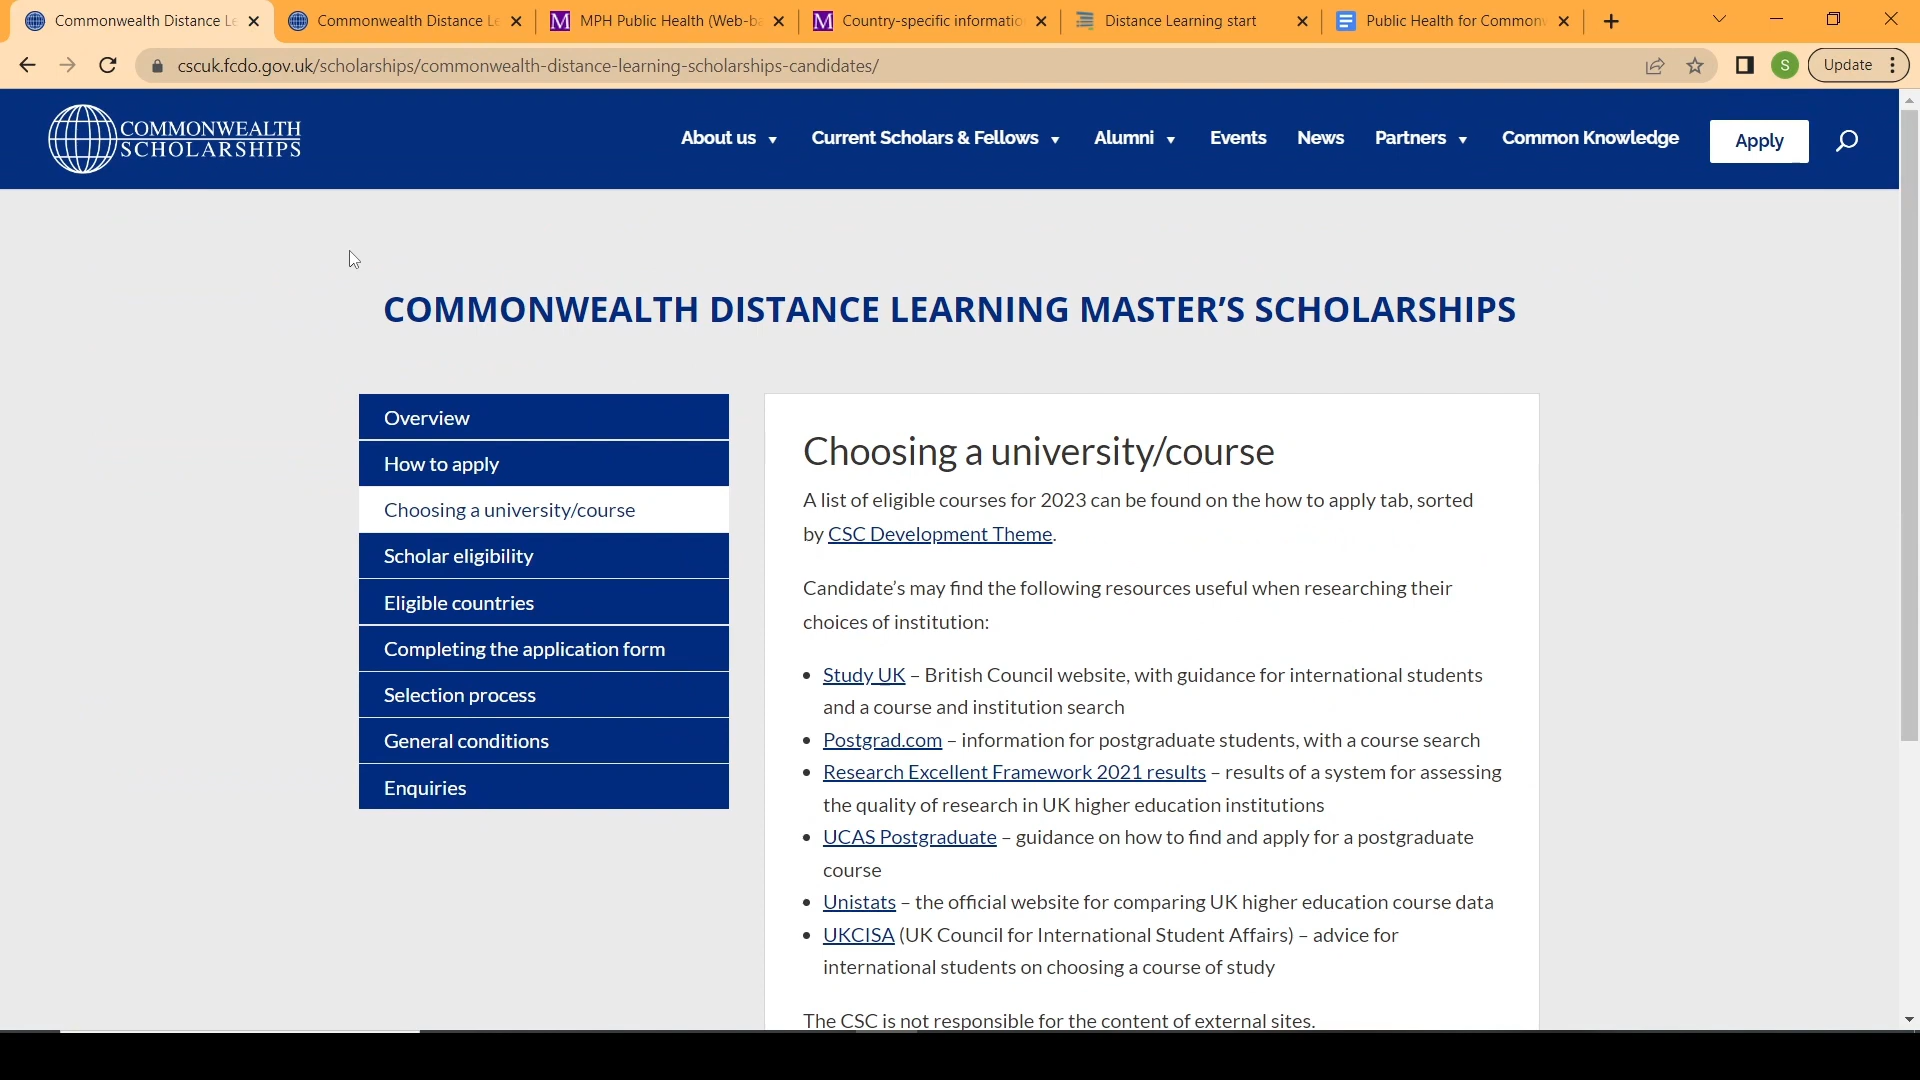 Commonwealth Distance Le
Commonwealth Distance Le
MPH Public Health (Web-ba
Country-specific informatio
Distance Learning start
Public Health for Commonw
cscuk.fcdo.gov.uk/scholarships/commonwealth-distance-learning-scholarships-candidates/
S
Update
COMMONWEALTH
SCHOLARSHIPS
About us
Current Scholars & Fellows
Alumni
Events
News
Partners
Common Knowledge
Apply
COMMONWEALTH DISTANCE LEARNING MASTER’S SCHOLARSHIPS
Overview
How to apply
Choosing a university/course
Scholar eligibility
Eligible countries
Completing the application form
Selection process
General conditions
Enquiries
Choosing a university/course
A list of eligible courses for 2023 can be found on the how to apply tab, sorted
by CSC Development Theme.
Candidate’s may find the following resources useful when researching their
choices of institution:
• Study UK – British Council website, with guidance for international students
and a course and institution search
• Postgrad.com – information for postgraduate students, with a course search
• Research Excellent Framework 2021 results – results of a system for assessing
the quality of research in UK higher education institutions
• UCAS Postgraduate – guidance on how to find and apply for a postgraduate
course
• Unistats – the official website for comparing UK higher education course data
• UKCISA (UK Council for International Student Affairs) – advice for
international students on choosing a course of study
The CSC is not responsible for the content of external sites.